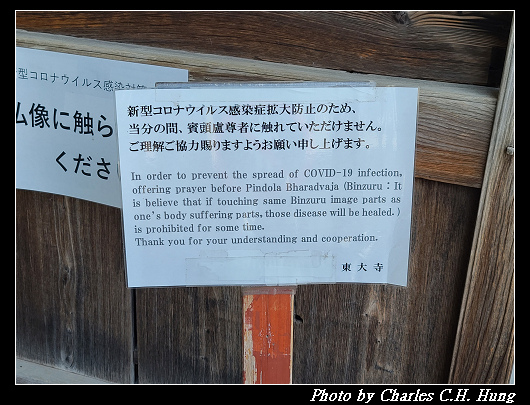 型コロナウイルス感染対策
仏像に触ら
くださ
新型コロナウイルス感染症拡大防止のため、
当分の間、賓頭盧尊者に触れていただけません。
ご理解ご協力賜りますようお願い申し上げます。
In order to prevent the spread of COVID-19 infection,
offering prayer before Pindola Bharadvaja (Binzuru：It
is believe that if touching same Binzuru image parts as
one's body suffering parts, those disease will be healed.)
is prohibited for some time.
Thank you for your understanding and cooperation.
東大寺
Photo by Charles C.H. Hung